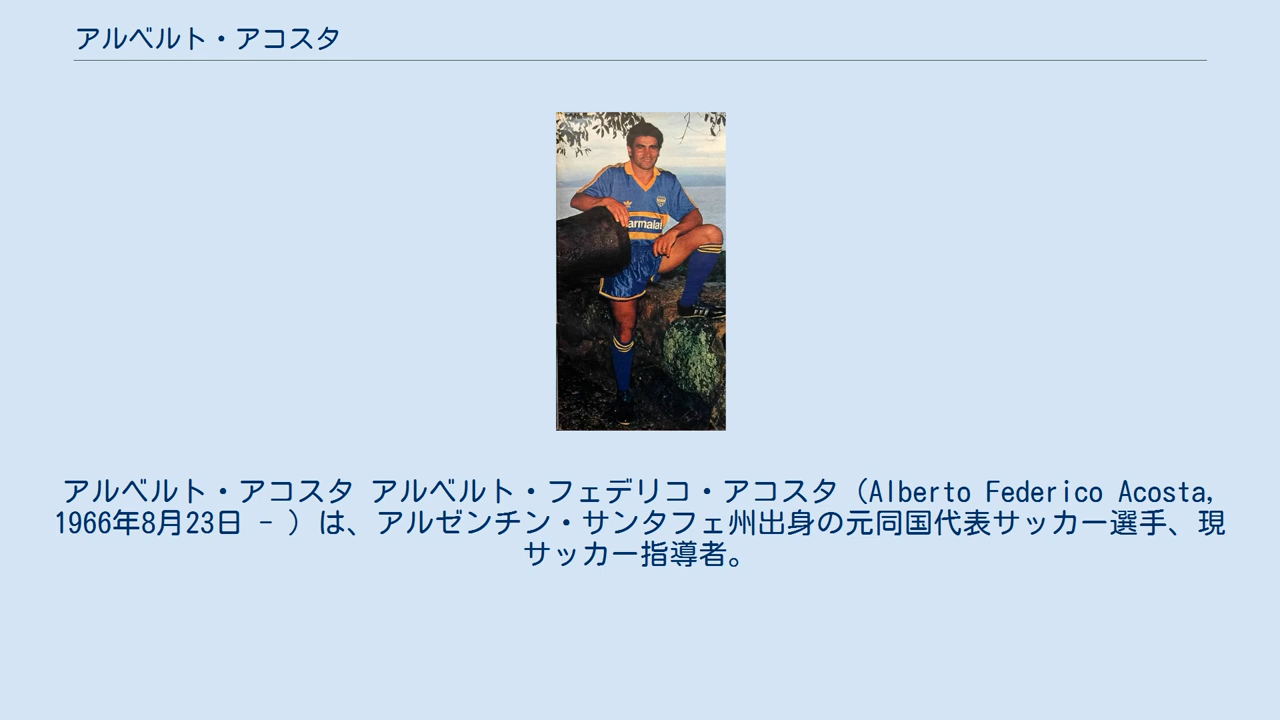 アルベルト・アコスタ
Parmalat
アルベルト・アコスタ アルベルト・フェデリコ・アコスタ（Alberto Federico Acosta,
1966年8月23日 - ）は、アルゼンチン・サンタフェ州出身の元同国代表サッカー選手、現
サッカー指導者。